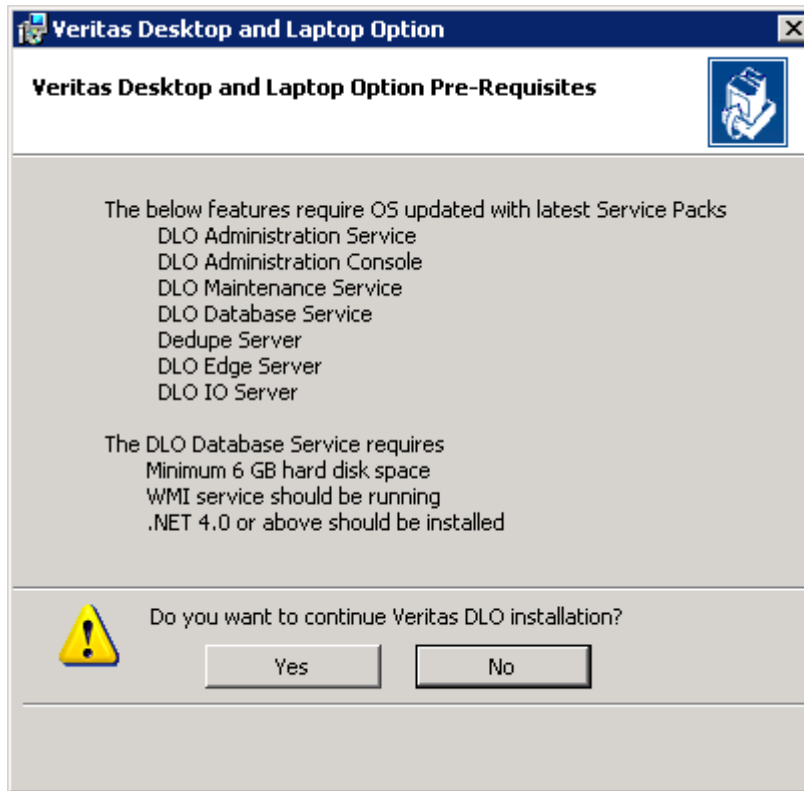 Veritas Desktop and Laptop Option
Veritas Desktop and Laptop Option Pre-Requisites
The below features require OS updated with latest Service Packs
DLO Administration Service
DLO Administration Console
DLO Maintenance Service
DLO Database Service
Dedupe Server
DLO Edge Server
DLO IO Server
The DLO Database Service requires
Minimum 6 GB hard disk space
WMI service should be running
.NET 4.0 or above should be installed
Do you want to continue Veritas DLO installation?
Yes No